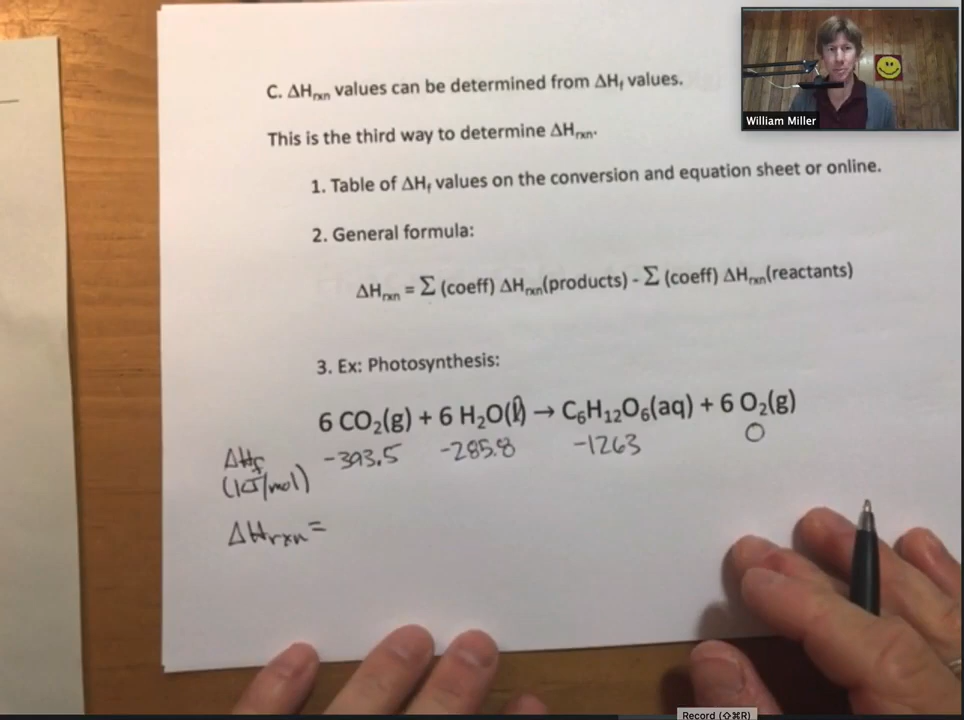 C. ΔHrxn values can be determined from ΔHf values.
This is the third way to determine ΔHrxn.
1. Table of ΔHf values on the conversion and equation sheet or online.
2. General formula:
ΔHrxn = Σ (coeff) ΔHrxn(products) - Σ (coeff) ΔHrxn(reactants)
3. Ex: Photosynthesis:
6 CO₂(g) + 6 H₂O(l) → C₆H₁₂O₆(aq) + 6 O₂(g)
ΔHf -393.5 -285.8 -1263 0
(kJ/mol)
ΔHrxn =
William Miller
Record (⇧⌘R)